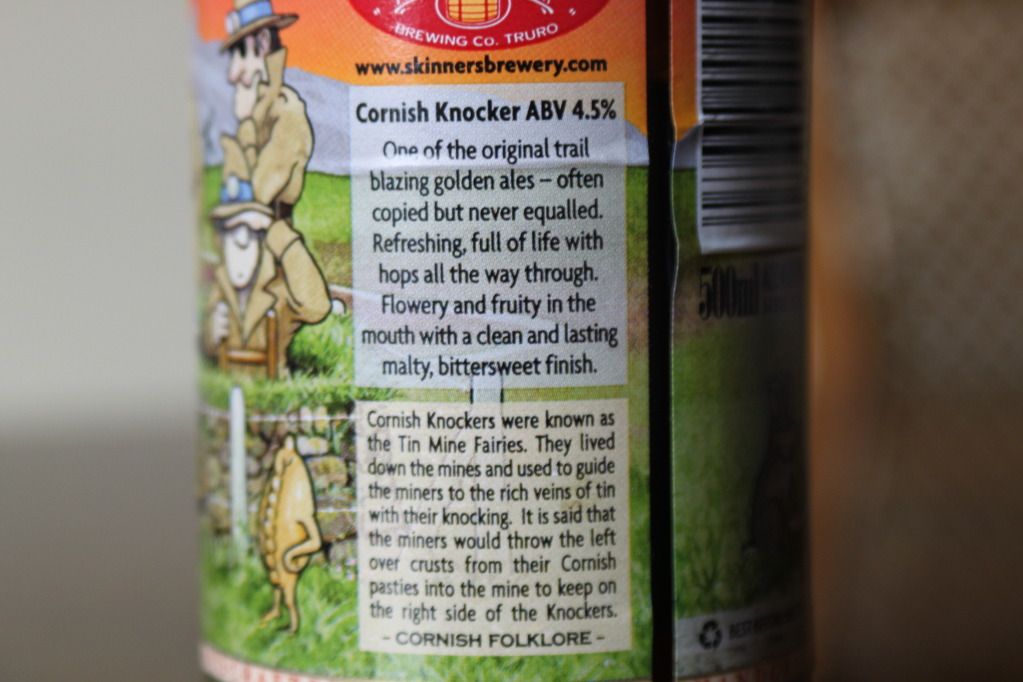 BREWING Co. TRURO
www.skinnersbrewery.com
Cornish Knocker ABV 4.5%
One of the original trail
blazing golden ales – often
copied but never equalled.
Refreshing, full of life with
hops all the way through.
Flowery and fruity in the
mouth with a clean and lasting
malty, bittersweet finish.
Cornish Knockers were known as
the Tin Mine Fairies. They lived
down the mines and used to guide
the miners to the rich veins of tin
with their knocking. It is said that
the miners would throw the left
over crusts from their Cornish
pasties into the mine to keep on
the right side of the Knockers.
- CORNISH FOLKLORE -
500ml
BEST BEFORE